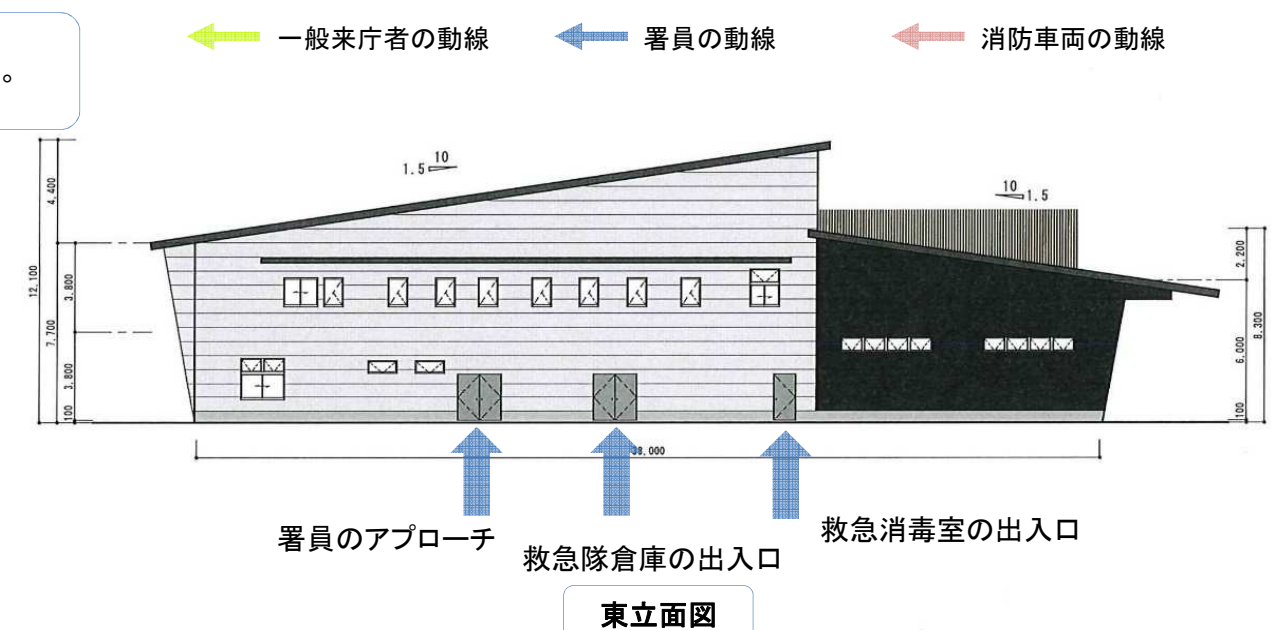 。
一般来庁者の動線
署員の動線
消防車両の動線
10
1.5
10
1.5
4,400
12,100
3,800
7,700
3,800
100
2,200
6,000
8,300
100
38.000
署員のアプローチ
救急隊倉庫の出入口
救急消毒室の出入口
東立面図